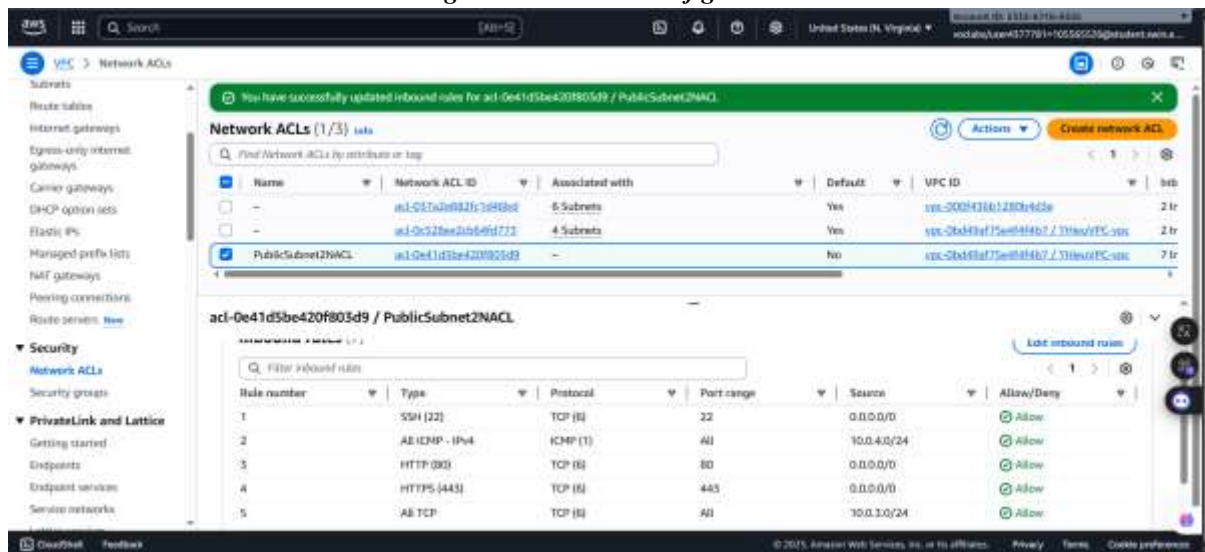 aws
Search
[Alt+S]
United States (N. Virginia)
VPC > Network ACLs
Subnets
Route tables
Internet gateways
Egress-only internet gateways
Carrier gateways
DHCP option sets
Elastic IPs
Managed prefix lists
NAT gateways
Peering connections
Route servers New
Security
Network ACLs
Security groups
PrivateLink and Lattice
Getting started
Endpoints
Endpoint services
Service networks
You have successfully updated inbound rules for acl-0e41d5be420f803d9 / PublicSubnet2NACL.
Network ACLs (1/3) Info
Actions
Create network ACL
Find Network ACLs by attribute or tag
1
Name Network ACL ID Associated with Default VPC ID
– 6 Subnets Yes
– 4 Subnets Yes
PublicSubnet2NACL acl-0e41d5be420f803d9 – No
acl-0e41d5be420f803d9 / PublicSubnet2NACL
Edit inbound rules
Filter inbound rules
1
Rule number Type Protocol Port range Source Allow/Deny
1 SSH (22) TCP (6) 22 0.0.0.0/0 Allow
2 All ICMP - IPv4 ICMP (1) All 10.0.4.0/24 Allow
3 HTTP (80) TCP (6) 80 0.0.0.0/0 Allow
4 HTTPS (443) TCP (6) 443 0.0.0.0/0 Allow
5 All TCP TCP (6) All 10.0.3.0/24 Allow
CloudShell Feedback
© 2025, Amazon Web Services, Inc. or its affiliates. Privacy Terms Cookie preferences